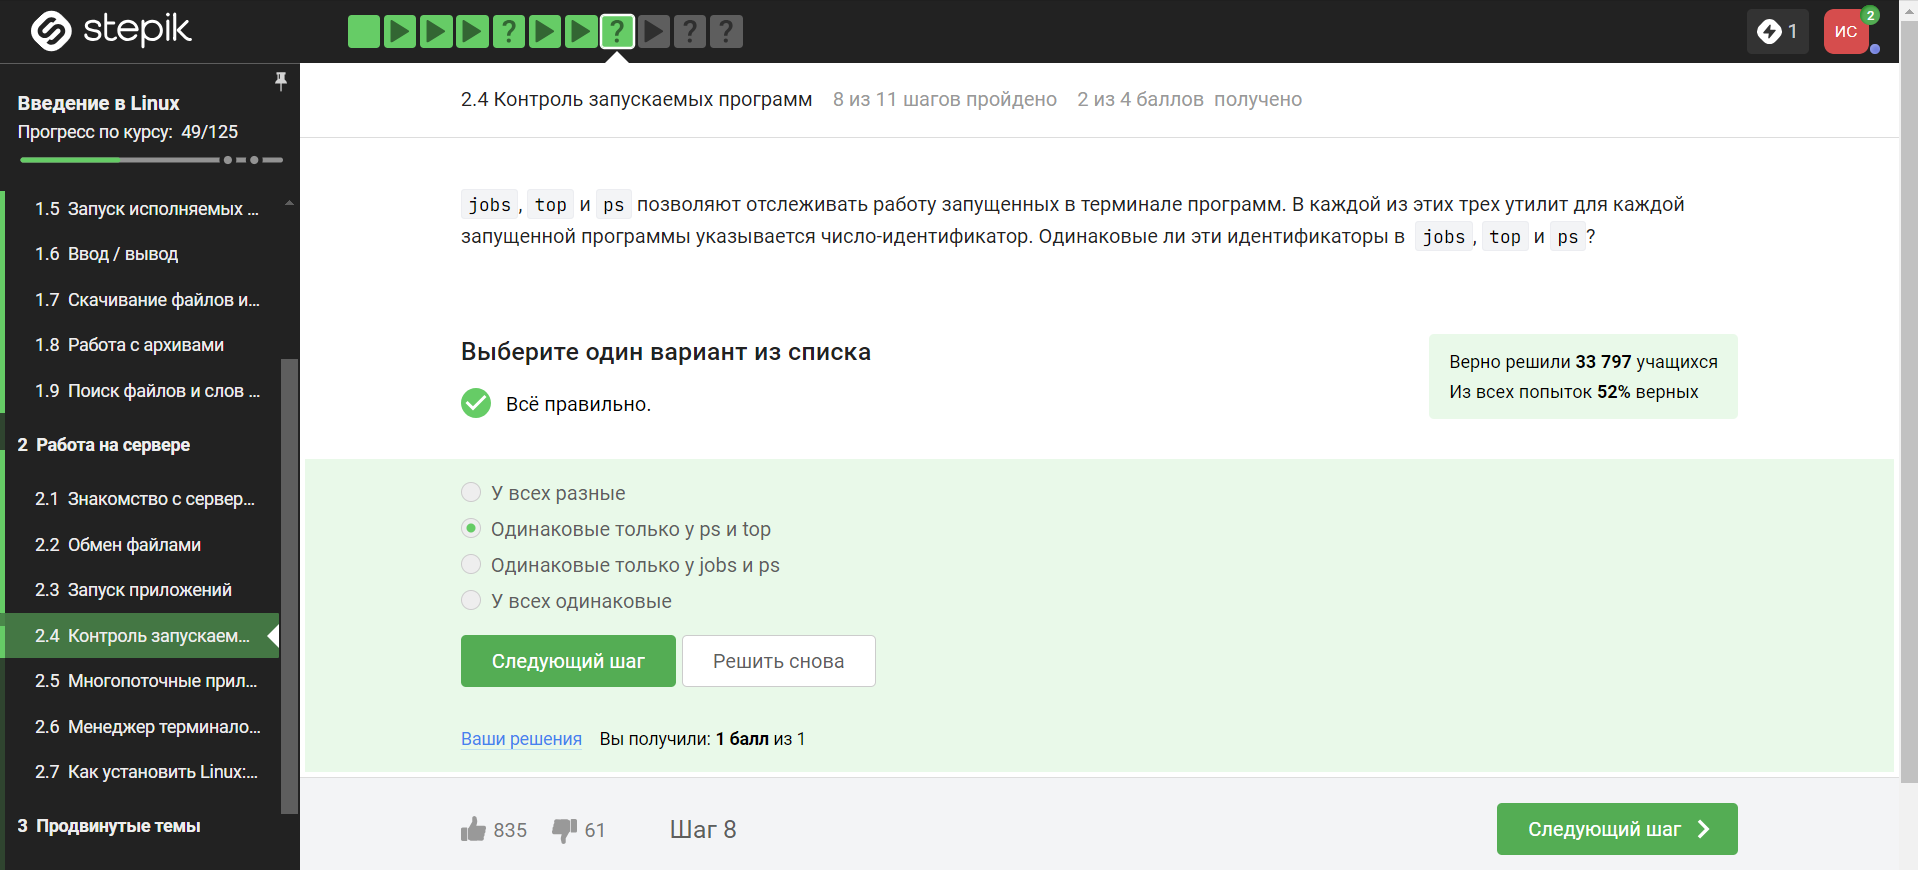 stepik
? ? ? ?
1
ИС
2
Введение в Linux
Прогресс по курсу: 49/125
1.5 Запуск исполняемых ...
1.6 Ввод / вывод
1.7 Скачивание файлов и...
1.8 Работа с архивами
1.9 Поиск файлов и слов ...
2 Работа на сервере
2.1 Знакомство с сервер...
2.2 Обмен файлами
2.3 Запуск приложений
2.4 Контроль запускаем...
2.5 Многопоточные прил...
2.6 Менеджер терминало...
2.7 Как установить Linux:...
3 Продвинутые темы
2.4 Контроль запускаемых программ 8 из 11 шагов пройдено 2 из 4 баллов получено
jobs, top и ps позволяют отслеживать работу запущенных в терминале программ. В каждой из этих трех утилит для каждой
запущенной программы указывается число-идентификатор. Одинаковые ли эти идентификаторы в jobs, top и ps?
Выберите один вариант из списка
Всё правильно.
Верно решили 33 797 учащихся
Из всех попыток 52% верных
У всех разные
Одинаковые только у ps и top
Одинаковые только у jobs и ps
У всех одинаковые
Следующий шаг Решить снова
Ваши решения Вы получили: 1 балл из 1
835 61 Шаг 8 Следующий шаг